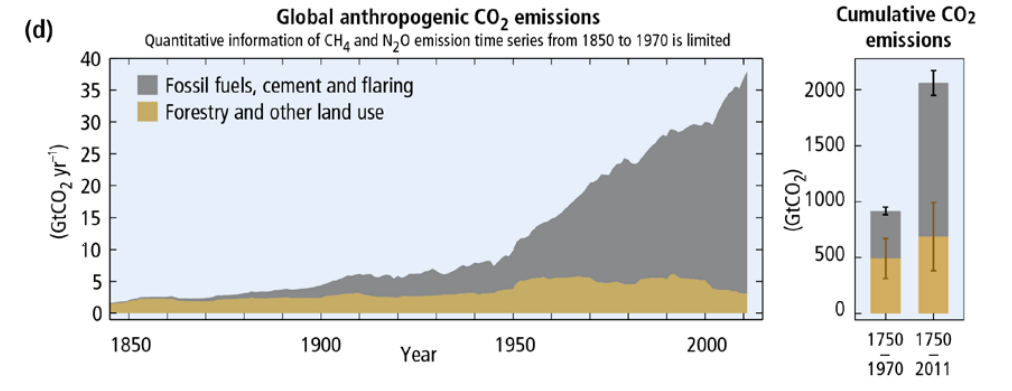 (d)
Global anthropogenic CO₂ emissions
Quantitative information of CH₄ and N₂O emission time series from 1850 to 1970 is limited
(GtCO₂ yr⁻¹)
40
35
30
25
20
15
10
5
0
Fossil fuels, cement and flaring
Forestry and other land use
1850
1900
1950
2000
Year
Cumulative CO₂
emissions
(GtCO₂)
2000
1500
1000
500
0
1750 1750
– –
1970 2011